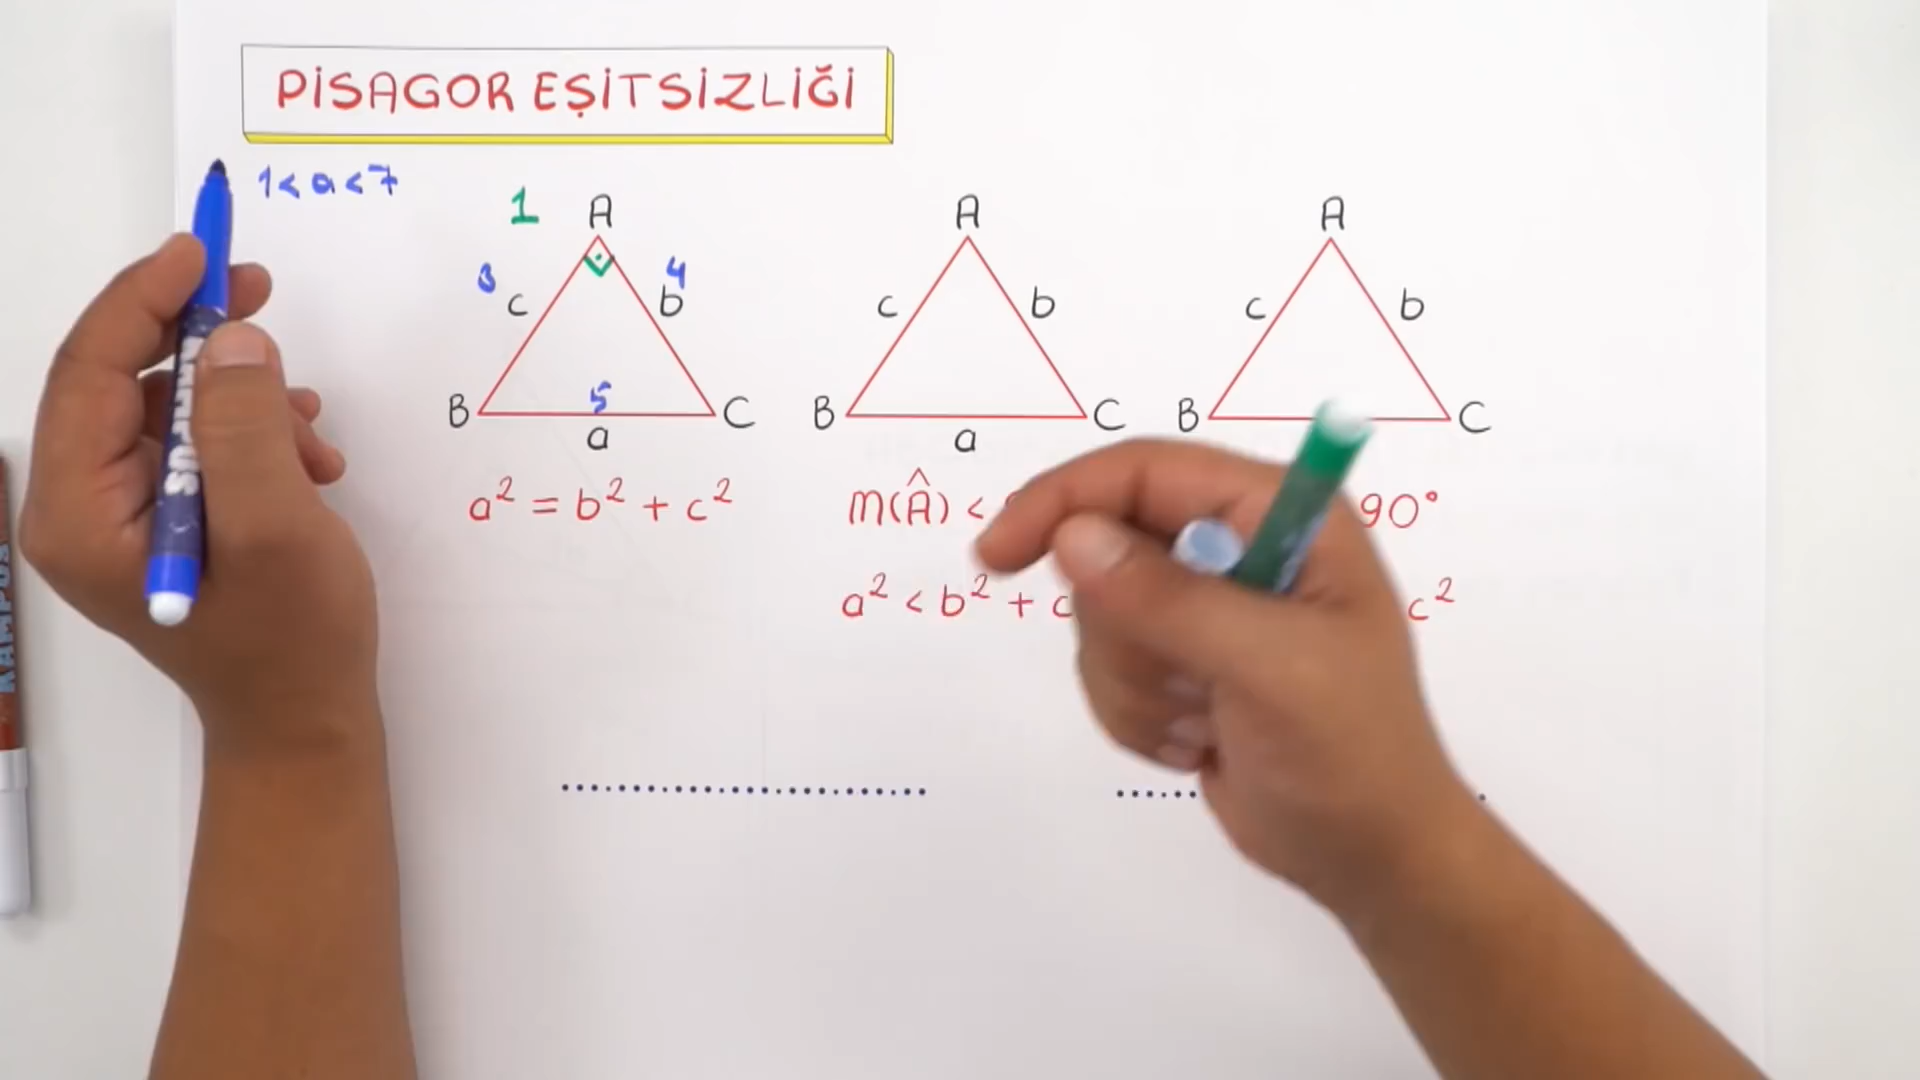 PİSAGOR EŞİTSİZLİĞİ
1 < a < 7
1
A
3
c
4
b
B
5
a
C
a² = b² + c²
A
c
b
B
a
C
m(Â) <
a² < b² + c
A
c
b
B
C
90°
c²
KAMPUS
KAMPUS